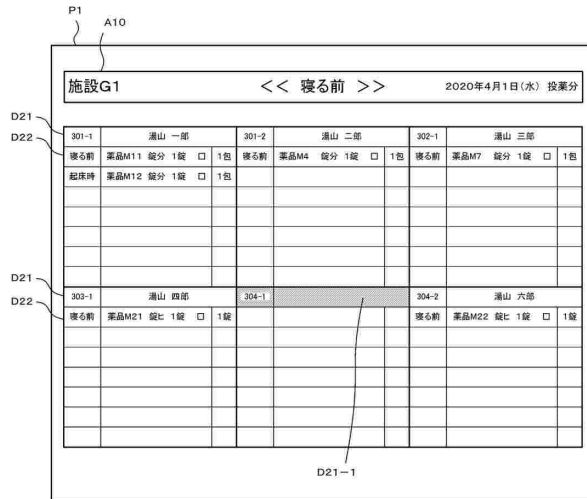 P1
A10
施設G1 << 寝る前 >> 2020年4月1日(水) 投薬分
D21
301-1 湯山 一郎 301-2 湯山 二郎 302-1 湯山 三郎
D22
寝る前 薬品M11 錠分 1錠 口 1包 寝る前 薬品M4 錠分 1錠 口 1包 寝る前 薬品M7 錠分 1錠 口 1包
起床時 薬品M12 錠分 1錠 口 1包
D21
303-1 湯山 四郎 304-1 304-2 湯山 六郎
D22
寝る前 薬品M21 錠ヒ 1錠 口 1錠 寝る前 薬品M22 錠ヒ 1錠 口 1錠
D21-1